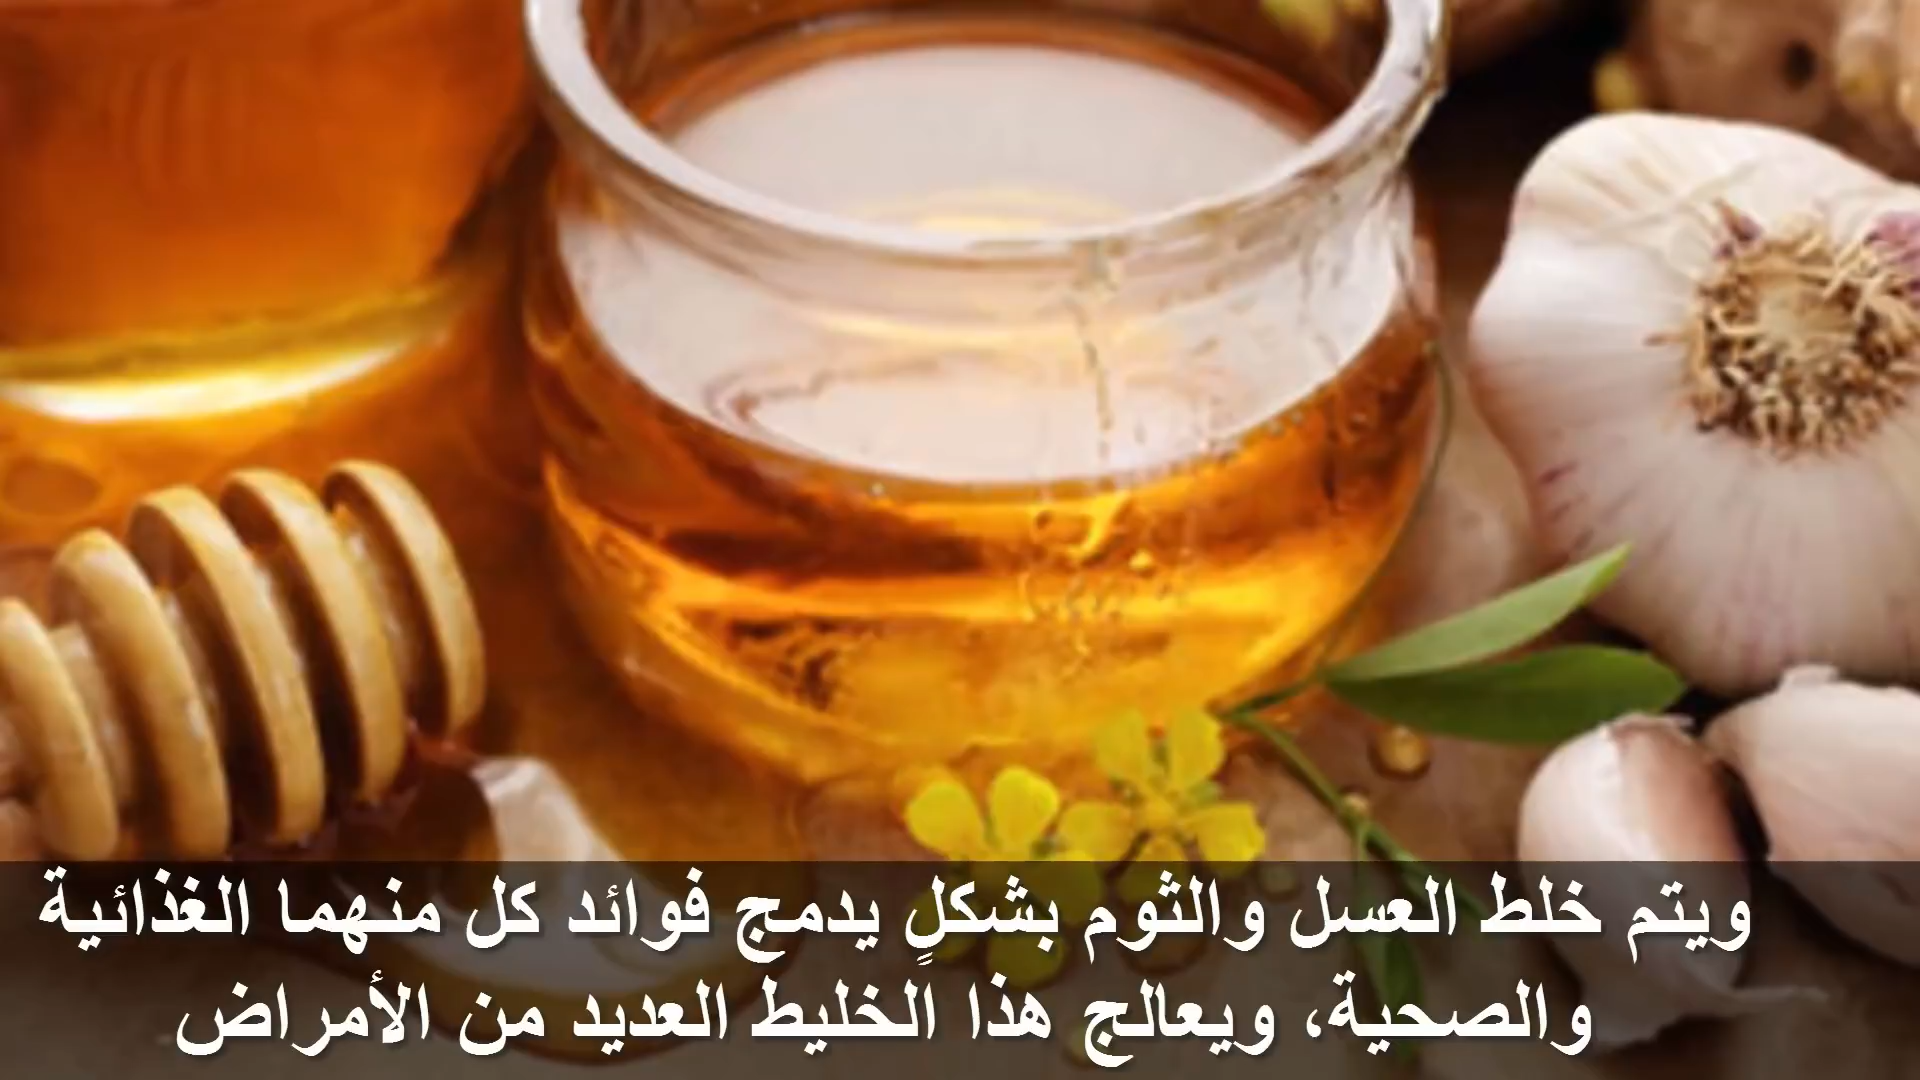 ويتم خلط العسل والثوم بشكلٍ يدمج فوائد كل منهما الغذائية
والصحية، ويعالج هذا الخليط العديد من الأمراض